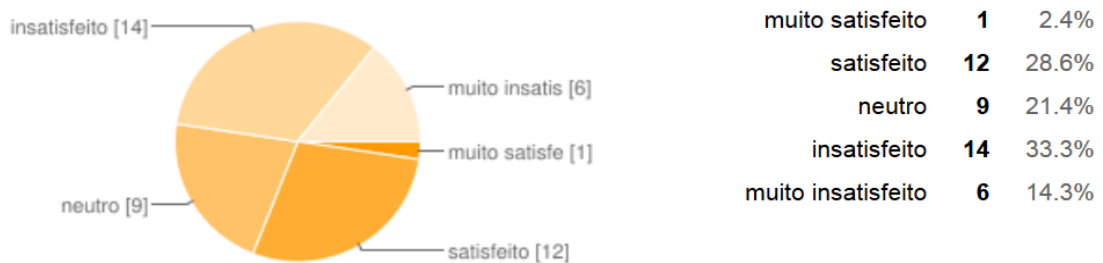 insatisfeito [14]
muito insatis [6]
muito satisfe [1]
neutro [9]
satisfeito [12]
muito satisfeito 1 2.4%
satisfeito 12 28.6%
neutro 9 21.4%
insatisfeito 14 33.3%
muito insatisfeito 6 14.3%